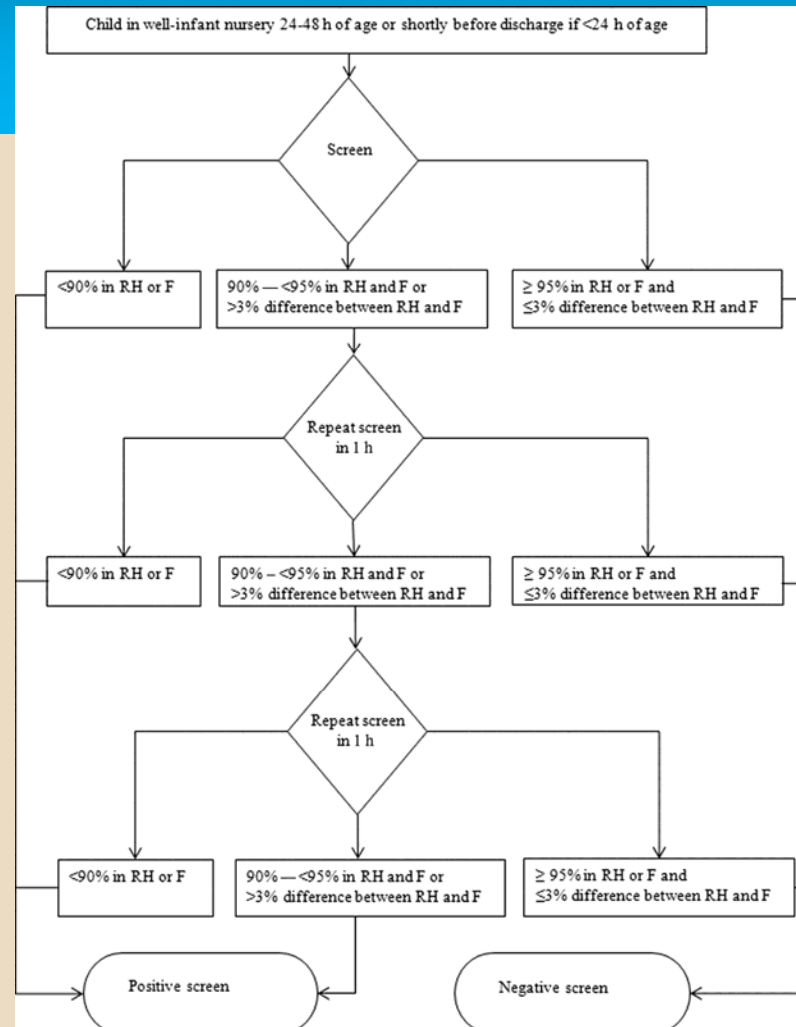 Child in well-infant nursery 24-48 h of age or shortly before discharge if <24 h of age
Screen
<90% in RH or F
90% — <95% in RH and F or
>3% difference between RH and F
≥ 95% in RH or F and
≤3% difference between RH and F
Repeat screen
in 1 h
<90% in RH or F
90% – <95% in RH and F or
>3% difference between RH and F
≥ 95% in RH or F and
≤3% difference between RH and F
Repeat screen
in 1 h
<90% in RH or F
90% — <95% in RH and F or
>3% difference between RH and F
≥ 95% in RH or F and
≤3% difference between RH and F
Positive screen
Negative screen